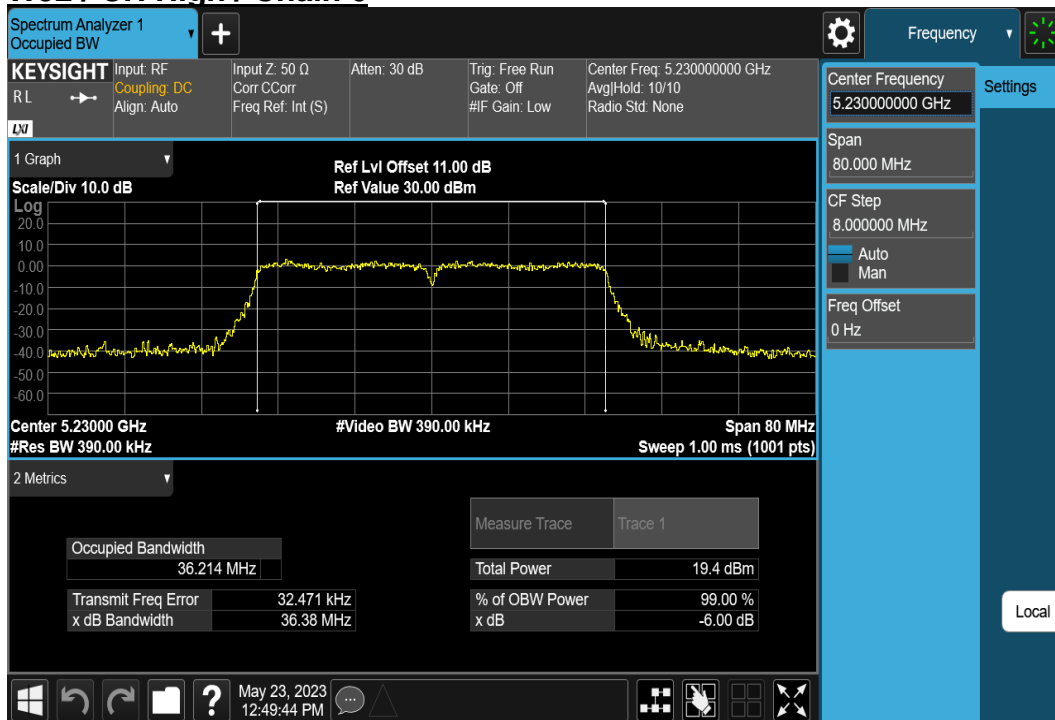 Spectrum Analyzer 1
Occupied BW
+
Frequency
KEYSIGHT
RL
LXI
Input: RF
Coupling: DC
Align: Auto
Input Z: 50 Ω
Corr CCorr
Freq Ref: Int (S)
Atten: 30 dB
Trig: Free Run
Gate: Off
#IF Gain: Low
Center Freq: 5.230000000 GHz
Avg|Hold: 10/10
Radio Std: None
Center Frequency
5.230000000 GHz
Settings
Span
80.000 MHz
CF Step
8.000000 MHz
Auto
Man
Freq Offset
0 Hz
Local
1 Graph
Scale/Div 10.0 dB
Ref Lvl Offset 11.00 dB
Ref Value 30.00 dBm
Log
20.0
10.0
0.00
-10.0
-20.0
-30.0
-40.0
-50.0
-60.0
Center 5.23000 GHz
#Video BW 390.00 kHz
Span 80 MHz
#Res BW 390.00 kHz
Sweep 1.00 ms (1001 pts)
2 Metrics
Measure Trace Trace 1
Occupied Bandwidth
36.214 MHz
Total Power 19.4 dBm
Transmit Freq Error 32.471 kHz
% of OBW Power 99.00 %
x dB Bandwidth 36.38 MHz
x dB -6.00 dB
?
May 23, 2023
12:49:44 PM